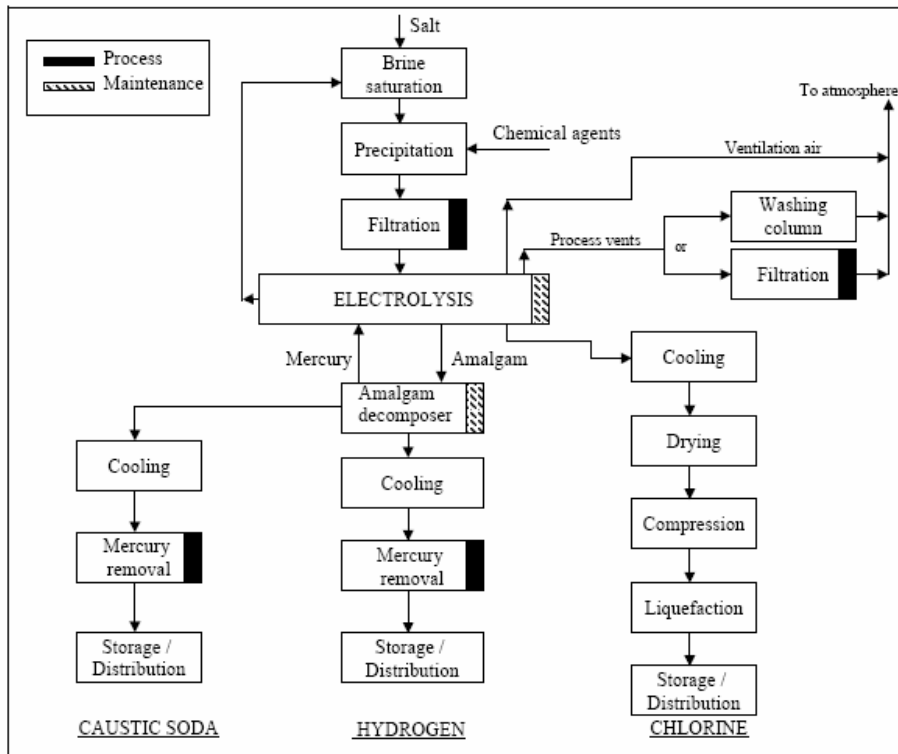 Process
Maintenance
Salt
Brine
saturation
To atmosphere
Precipitation
Chemical agents
Ventilation air
Filtration
Washing
column
Process vents
or
Filtration
ELECTROLYSIS
Mercury
Amalgam
Cooling
Amalgam
decomposer
Drying
Cooling
Cooling
Compression
Mercury
removal
Mercury
removal
Liquefaction
Storage /
Distribution
Storage /
Distribution
Storage /
Distribution
CAUSTIC SODA
HYDROGEN
CHLORINE